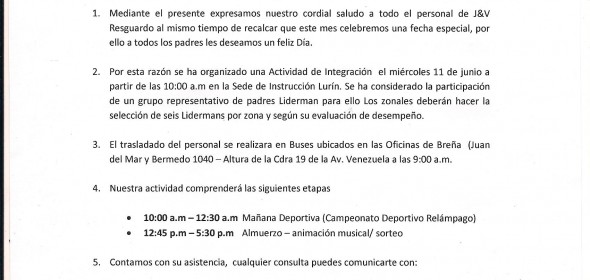 1. Mediante el presente expresamos nuestro cordial saludo a todo el personal de J&V
Resguardo al mismo tiempo de recalcar que este mes celebremos una fecha especial, por
ello a todos los padres les deseamos un feliz Día.
2. Por esta razón se ha organizado una Actividad de Integración el miércoles 11 de junio a
partir de las 10:00 a.m en la Sede de Instrucción Lurín. Se ha considerado la participación
de un grupo representativo de padres Liderman para ello Los zonales deberán hacer la
selección de seis Lidermans por zona y según su evaluación de desempeño.
3. El trasladado del personal se realizara en Buses ubicados en las Oficinas de Breña (Juan
del Mar y Bermedo 1040 – Altura de la Cdra 19 de la Av. Venezuela a las 9:00 a.m.
4. Nuestra actividad comprenderá las siguientes etapas
• 10:00 a.m – 12:30 a.m Mañana Deportiva (Campeonato Deportivo Relámpago)
• 12:45 p.m – 5:30 p.m Almuerzo – animación musical/ sorteo
5. Contamos con su asistencia, cualquier consulta puedes comunicarte con: